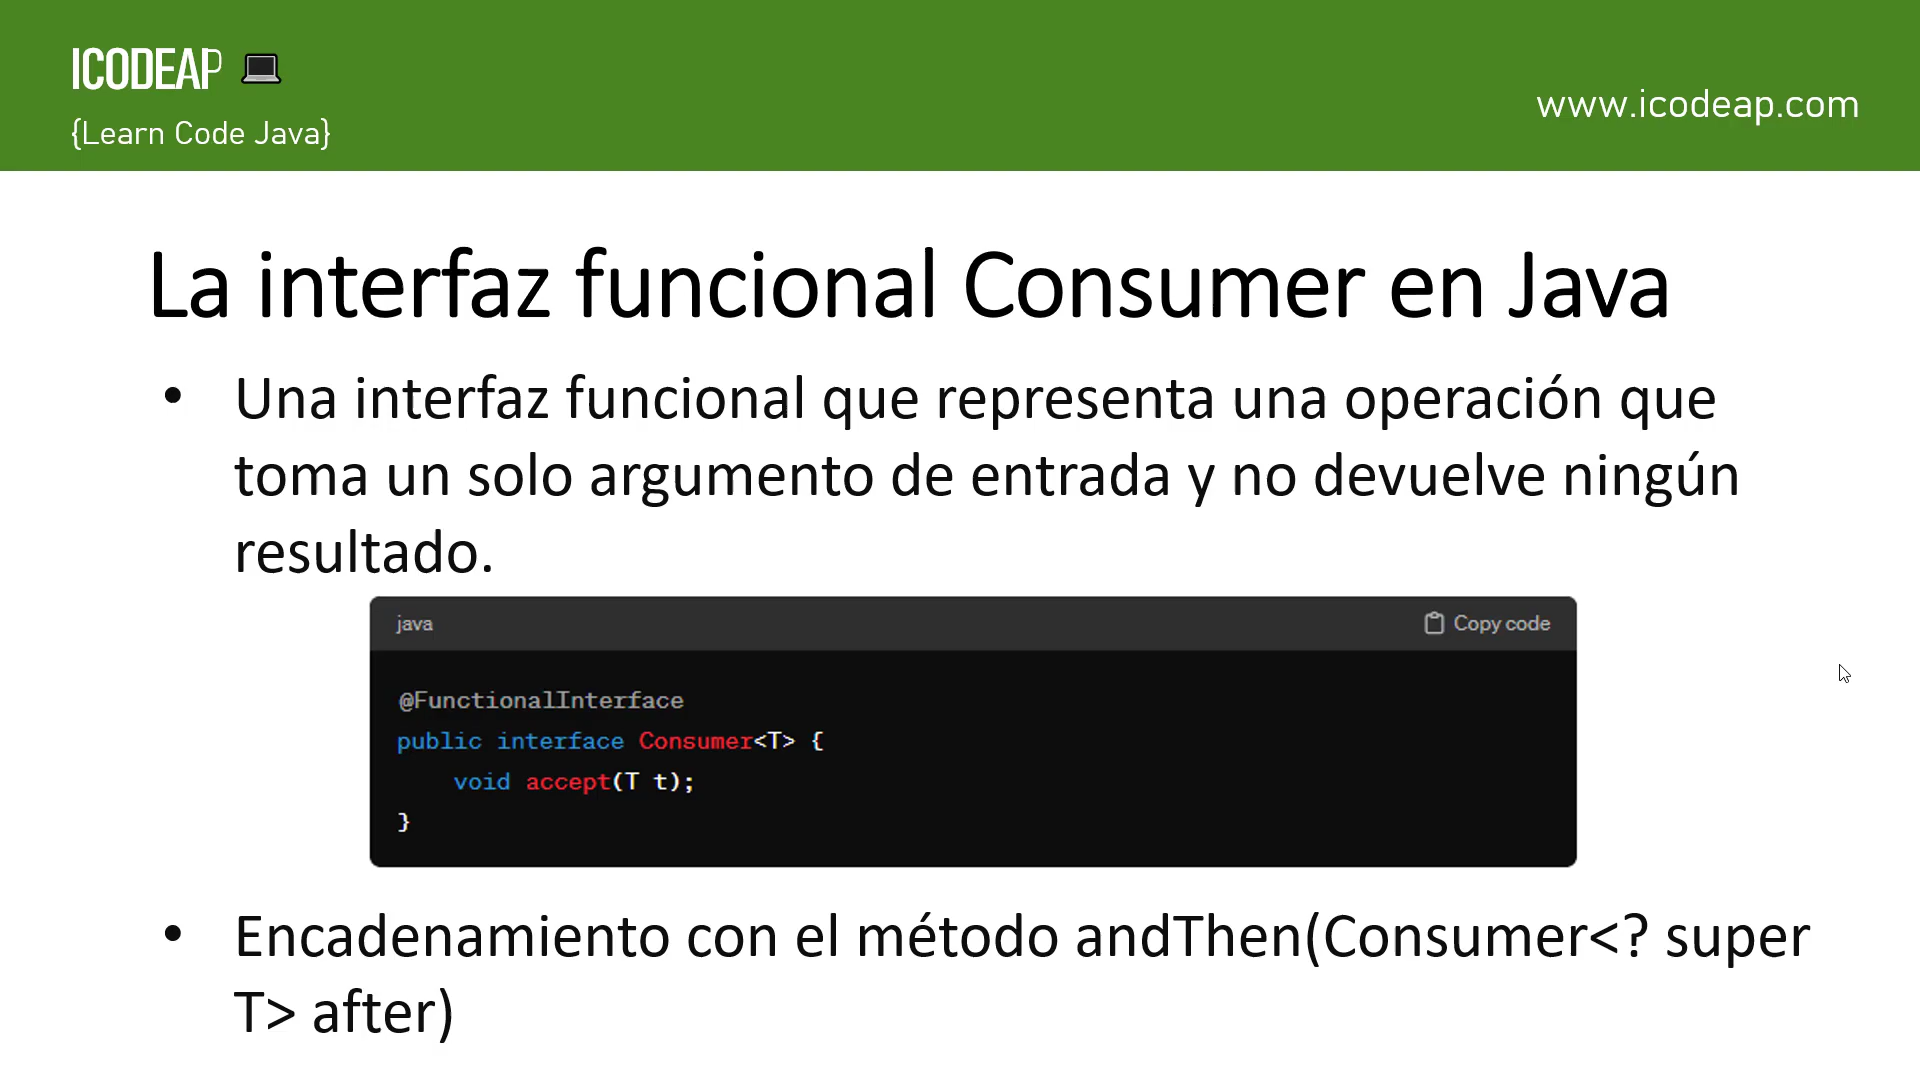 ICODEAP
{Learn Code Java}
www.icodeap.com
La interfaz funcional Consumer en Java
• Una interfaz funcional que representa una operación que
toma un solo argumento de entrada y no devuelve ningún
resultado.
java
Copy code
@FunctionalInterface
public interface Consumer<T> {
    void accept(T t);
}
• Encadenamiento con el método andThen(Consumer<? super
T> after)